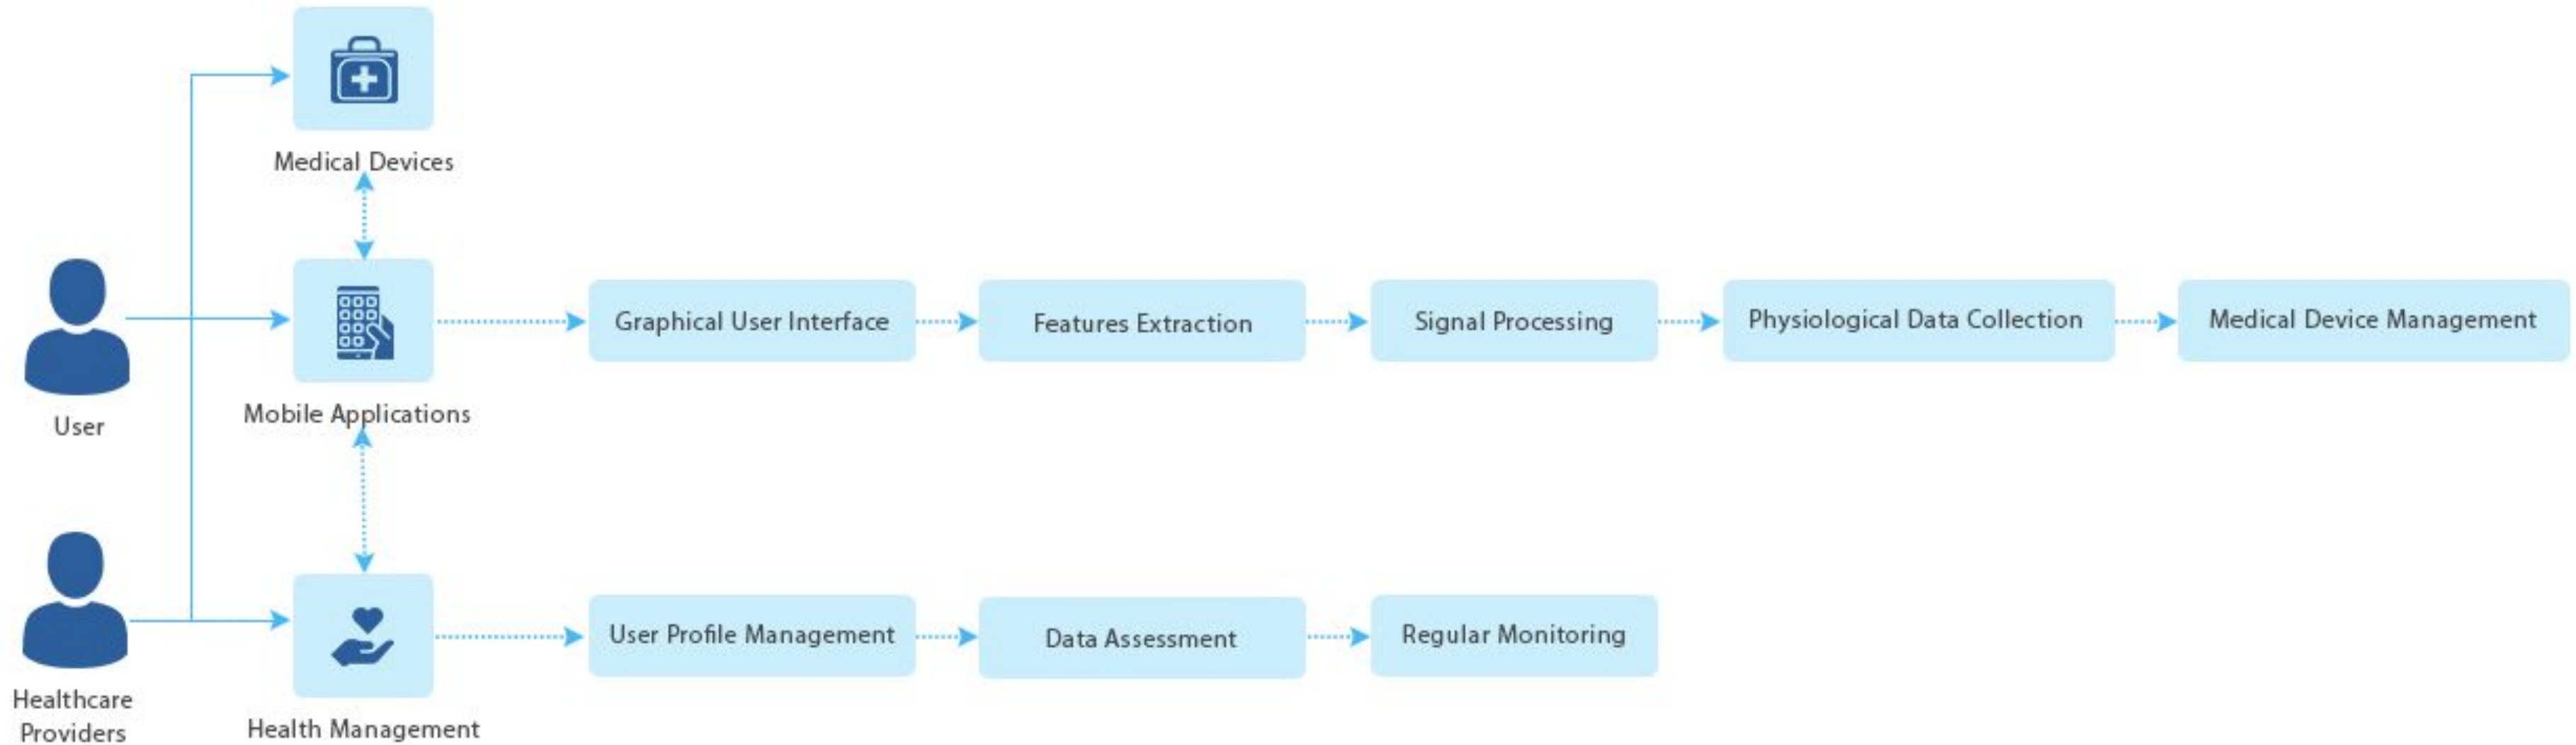 Medical Devices
User
Mobile Applications
Graphical User Interface
Features Extraction
Signal Processing
Physiological Data Collection
Medical Device Management
Healthcare
Providers
Health Management
User Profile Management
Data Assessment
Regular Monitoring